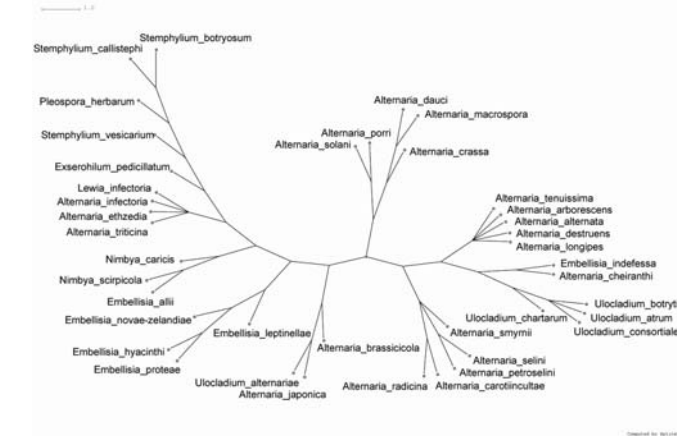 Stemphylium_botryosum
Stemphylium_callistephi
Pleospora_herbarum
Alternaria_dauci
Alternaria_macrospora
Stemphylium_vesicarium
Alternaria_porri
Alternaria_solani
Alternaria_crassa
Exserohilum_pedicillatum
Lewia_infectoria
Alternaria_infectoria
Alternaria_ethzedia
Alternaria_triticina
Alternaria_tenuissima
Alternaria_arborescens
Alternaria_alternata
Alternaria_destruens
Alternaria_longipes
Nimbya_caricis
Embellisia_indefessa
Alternaria_cheiranthi
Nimbya_scirpicola
Embellisia_allii
Ulocladium_botryti
Ulocladium_chartarum
Ulocladium_atrum
Ulocladium_consortiale
Embellisia_novae-zelandiae
Embellisia_leptinellae
Alternaria_smyrnii
Embellisia_hyacinthi
Alternaria_brassicicola
Embellisia_proteae
Alternaria_selini
Alternaria_petroselini
Ulocladium_alternariae
Alternaria_japonica
Alternaria_radicina
Alternaria_carotiincultae